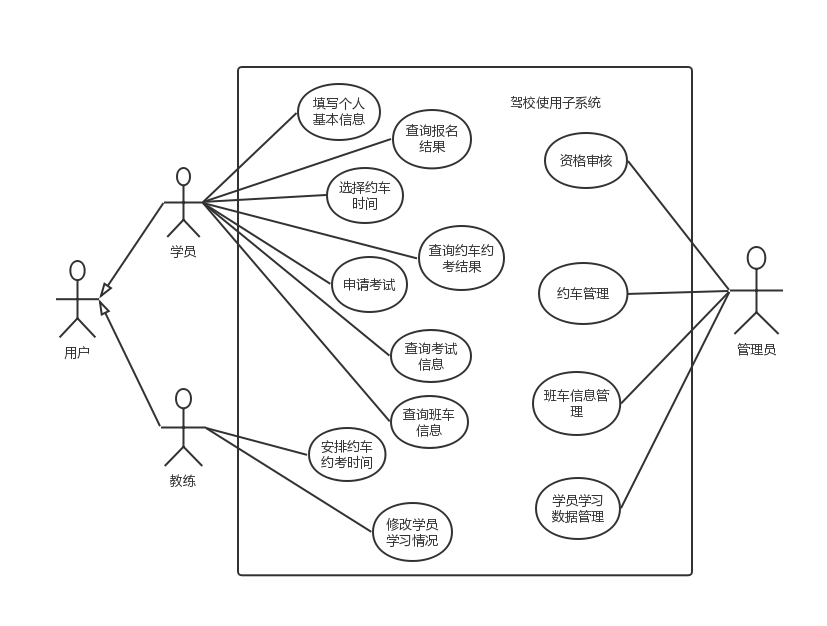 驾校使用子系统
填写个人
基本信息
查询报名
结果
选择约车
时间
查询约车约
考结果
申请考试
查询考试
信息
查询班车
信息
安排约车
约考时间
修改学员
学习情况
资格审核
约车管理
班车信息管
理
学员学习
数据管理
学员
用户
教练
管理员